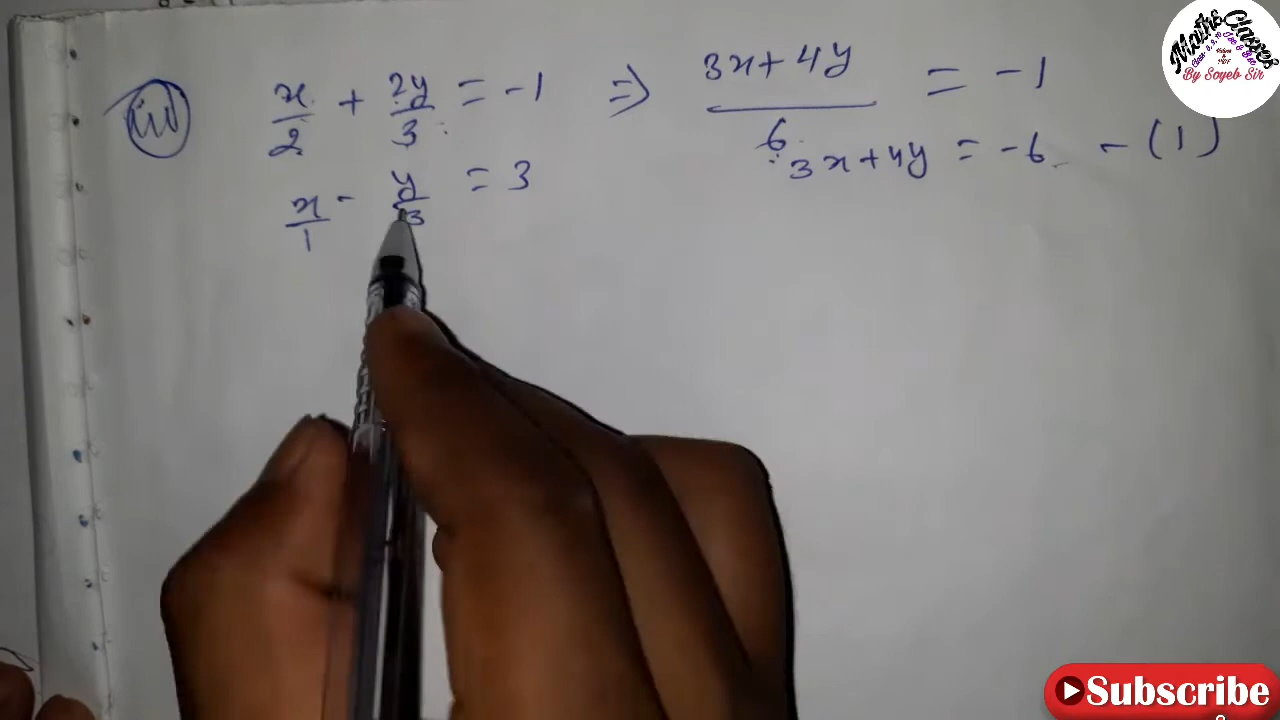 (iv) x/2 + 2y/3 = -1 ⇒ (3x + 4y)/6 = -1
3x + 4y = -6 - (1)
x/1 - y/3 = 3
Maths Classes
By Soyeb Sir
Subscribe